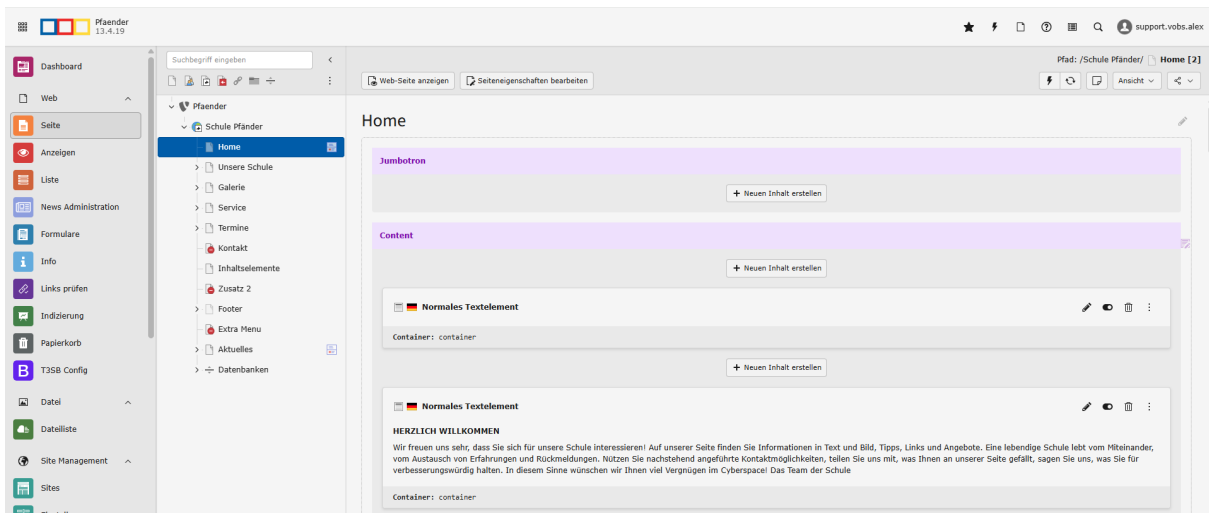 Pfaender
13.4.19
support.vobs.alex
Dashboard
Web
Seite
Anzeigen
Liste
News Administration
Formulare
Info
Links prüfen
Indizierung
Papierkorb
T3SB Config
Datei
Dateiliste
Site Management
Sites
Suchbegriff eingeben
Pfaender
Schule Pfänder
Home
Unsere Schule
Galerie
Service
Termine
Kontakt
Inhaltselemente
Zusatz 2
Footer
Extra Menu
Aktuelles
Datenbanken
Pfad: /Schule Pfänder/ Home [2]
Web-Seite anzeigen Seiteneigenschaften bearbeiten Ansicht
Home
Jumbotron
+ Neuen Inhalt erstellen
Content
+ Neuen Inhalt erstellen
Normales Textelement
Container: container
+ Neuen Inhalt erstellen
Normales Textelement
HERZLICH WILLKOMMEN
Wir freuen uns sehr, dass Sie sich für unsere Schule interessieren! Auf unserer Seite finden Sie Informationen in Text und Bild, Tipps, Links und Angebote. Eine lebendige Schule lebt vom Miteinander,
vom Austausch von Erfahrungen und Rückmeldungen. Nützen Sie nachstehend angeführte Kontaktmöglichkeiten, teilen Sie uns mit, was Ihnen an unserer Seite gefällt, sagen Sie uns, was Sie für
verbesserungswürdig halten. In diesem Sinne wünschen wir Ihnen viel Vergnügen im Cyberspace! Das Team der Schule
Container: container